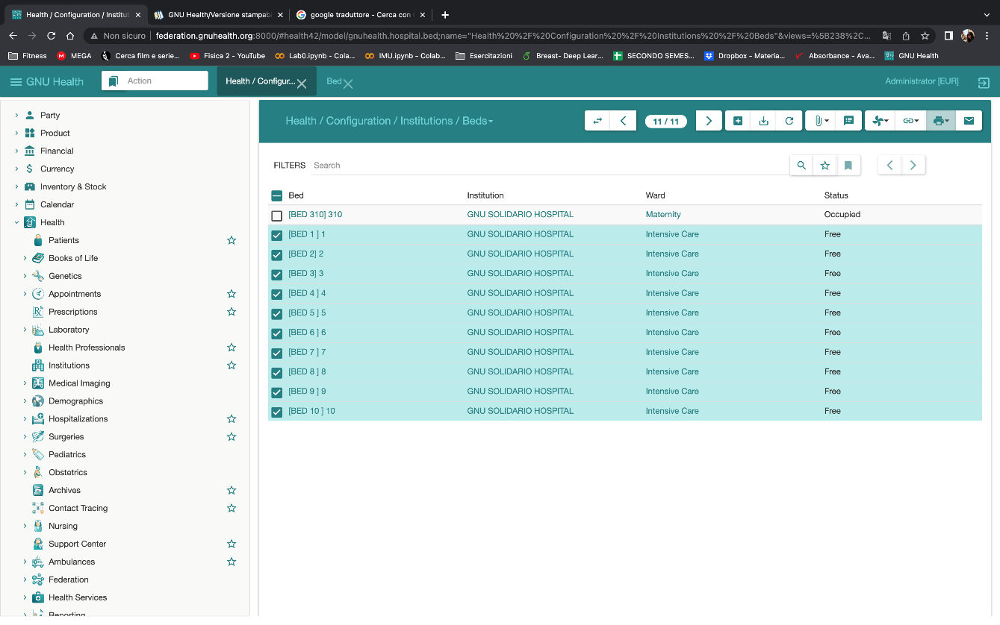 Health / Configuration / Institut
GNU Health/Versione stampab
google traduttore - Cerca con
Non sicuro
federation.gnuhealth.org:8000/#health42/model/gnuhealth.hospital.bed;name="Health%20%2F%20Configuration%20%2F%20Institutions%20%2F%20Beds"&views=%5B238%2C...
Fitness
MEGA
Cerca film e serie...
Fisica 2 - YouTube
Lab0.ipynb - Cola...
IMU.ipynb - Colab...
Esercitazioni
Breast- Deep Lear...
SECONDO SEMES...
Dropbox - Materia...
Absorbance - Ava...
GNU Health
GNU Health
Action
Health / Configur...
Bed
Administrator [EUR]
Party
Product
Financial
Currency
Inventory & Stock
Calendar
Health
Patients
Books of Life
Genetics
Appointments
Prescriptions
Laboratory
Health Professionals
Institutions
Medical Imaging
Demographics
Hospitalizations
Surgeries
Pediatrics
Obstetrics
Archives
Contact Tracing
Nursing
Support Center
Ambulances
Federation
Health Services
Reporting
Health / Configuration / Institutions / Beds
11 / 11
FILTERS Search
Bed Institution Ward Status
[BED 310] 310 GNU SOLIDARIO HOSPITAL Maternity Occupied
[BED 1 ] 1 GNU SOLIDARIO HOSPITAL Intensive Care Free
[BED 2] 2 GNU SOLIDARIO HOSPITAL Intensive Care Free
[BED 3] 3 GNU SOLIDARIO HOSPITAL Intensive Care Free
[BED 4 ] 4 GNU SOLIDARIO HOSPITAL Intensive Care Free
[BED 5 ] 5 GNU SOLIDARIO HOSPITAL Intensive Care Free
[BED 6 ] 6 GNU SOLIDARIO HOSPITAL Intensive Care Free
[BED 7 ] 7 GNU SOLIDARIO HOSPITAL Intensive Care Free
[BED 8 ] 8 GNU SOLIDARIO HOSPITAL Intensive Care Free
[BED 9 ] 9 GNU SOLIDARIO HOSPITAL Intensive Care Free
[BED 10 ] 10 GNU SOLIDARIO HOSPITAL Intensive Care Free